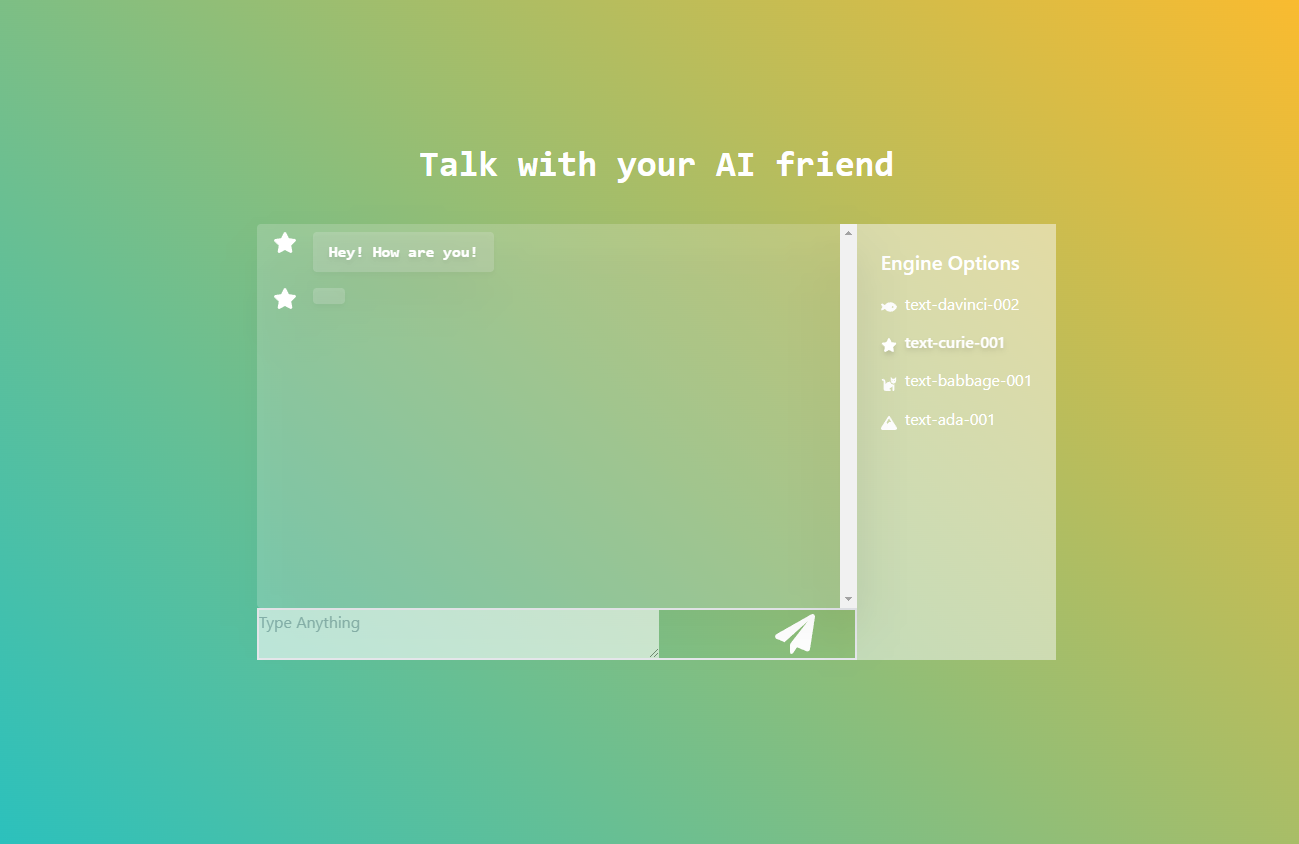 Talk with your AI friend
Hey! How are you!
Type Anything
Engine Options
text-davinci-002
text-curie-001
text-babbage-001
text-ada-001